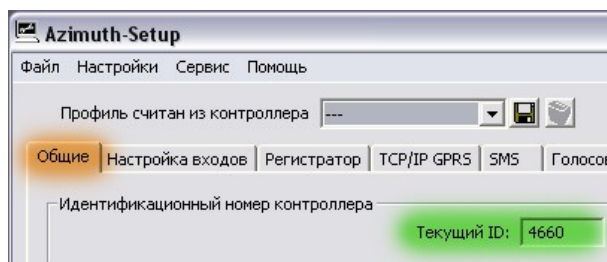 Azimuth-Setup
Файл Настройки Сервис Помощь
Профиль считан из контроллера ---
Общие Настройка входов Регистратор TCP/IP GPRS SMS
Идентификационный номер контроллера
Текущий ID: 4660